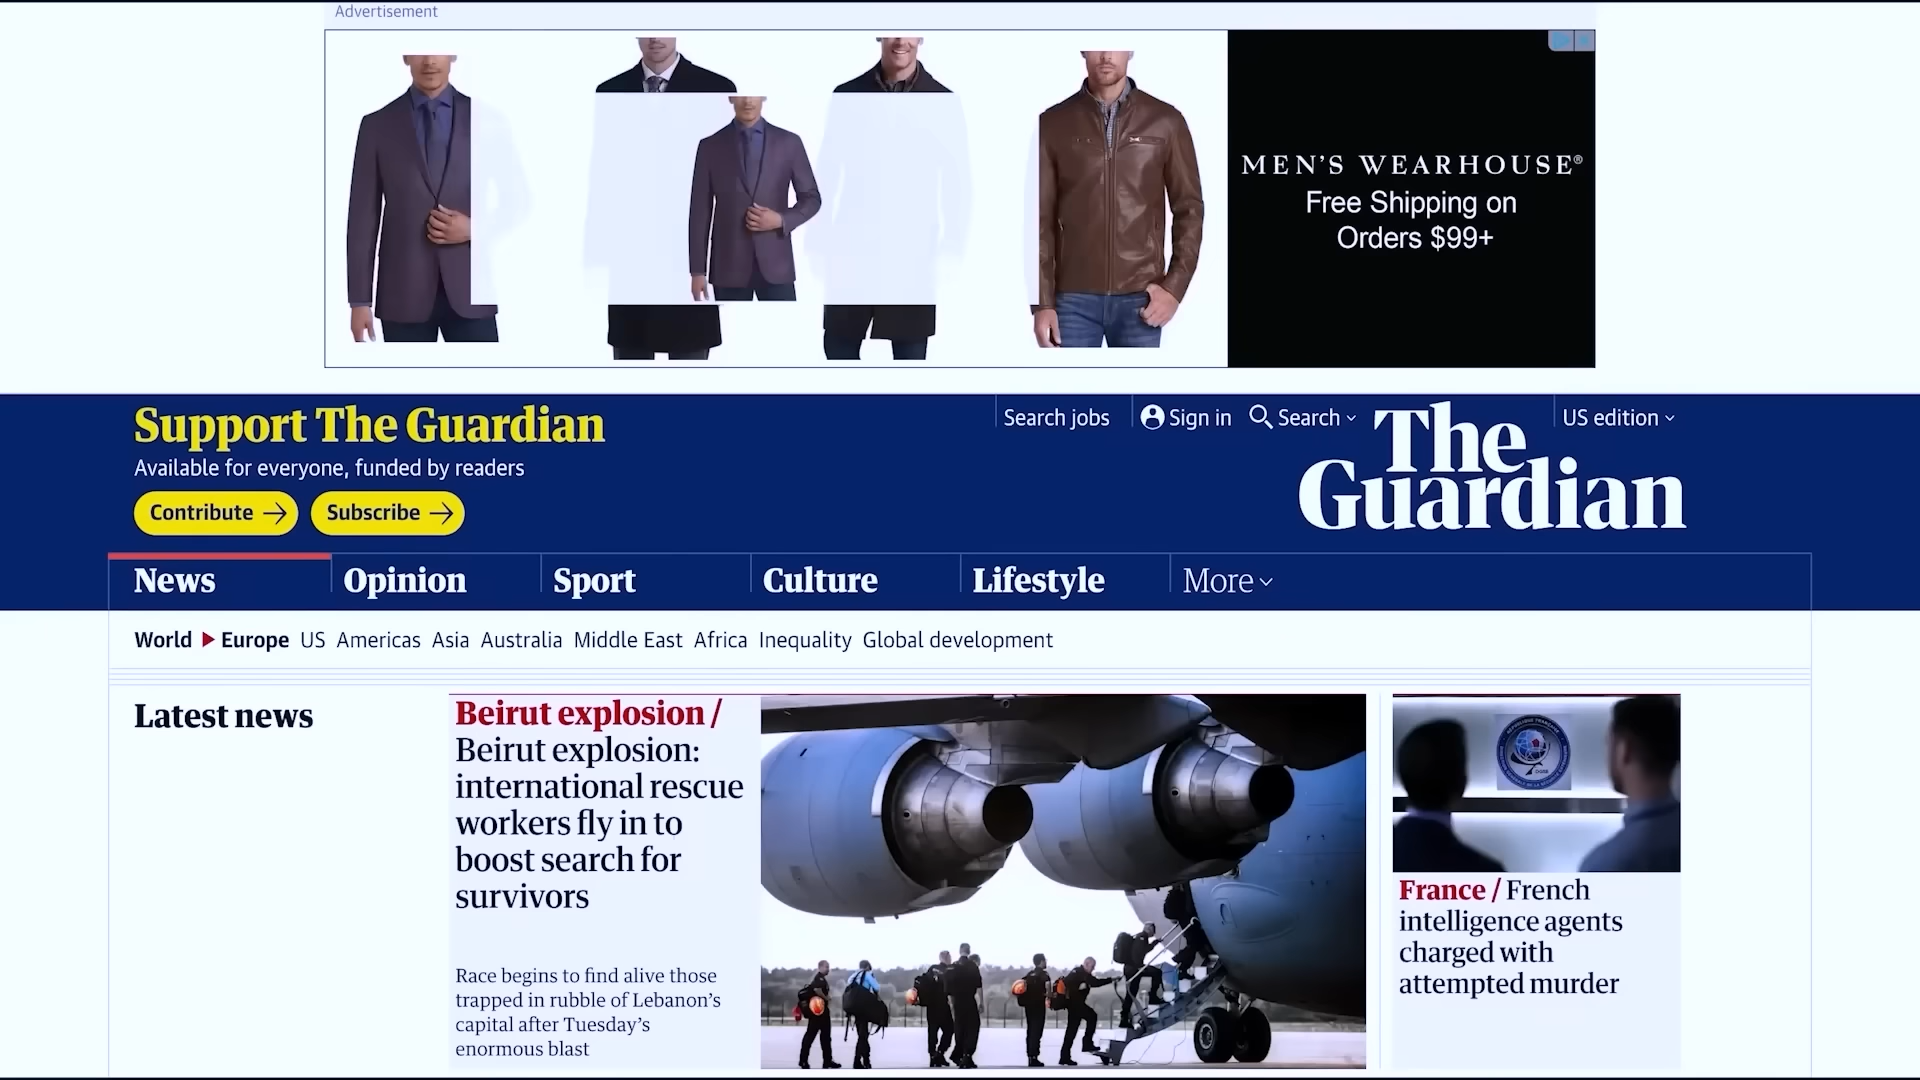 Advertisement
MEN'S WEARHOUSE®
Free Shipping on
Orders $99+
Support The Guardian
Available for everyone, funded by readers
Contribute
Subscribe
Search jobs
Sign in
Search
US edition
The
Guardian
News
Opinion
Sport
Culture
Lifestyle
More
World
Europe
US
Americas
Asia
Australia
Middle East
Africa
Inequality
Global development
Latest news
Beirut explosion /
Beirut explosion:
international rescue
workers fly in to
boost search for
survivors
Race begins to find alive those
trapped in rubble of Lebanon's
capital after Tuesday's
enormous blast
France / French
intelligence agents
charged with
attempted murder